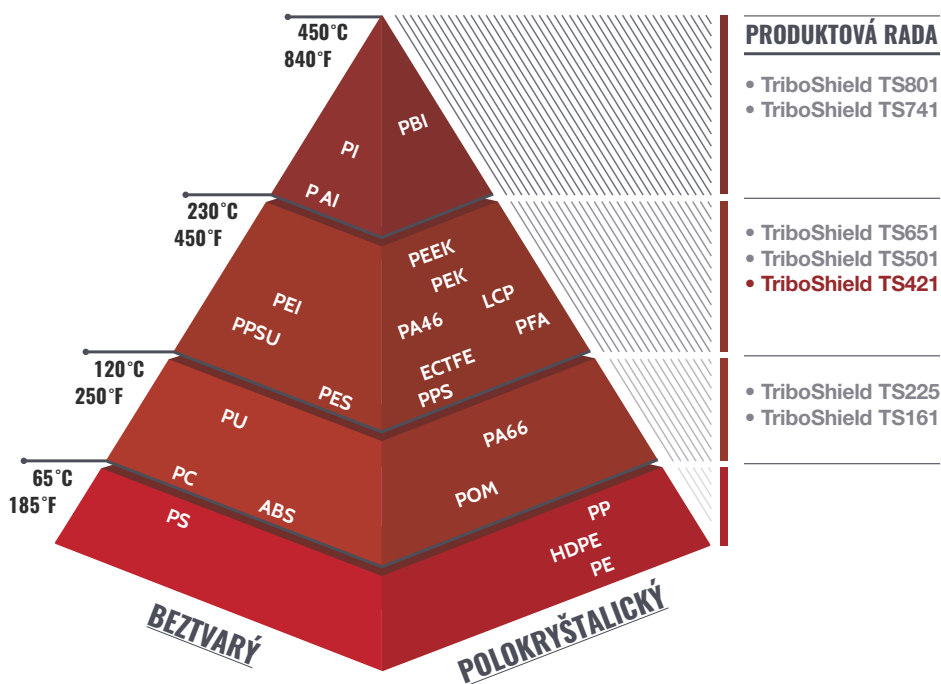 450°C
840°F
PRODUKTOVÁ RADA
• TriboShield TS801
• TriboShield TS741
PBI
PI
P AI
230°C
450°F
• TriboShield TS651
• TriboShield TS501
• TriboShield TS421
PEEK
PEK
LCP
PEI
PA46
PFA
PPSU
ECTFE
PPS
PES
120°C
250°F
• TriboShield TS225
• TriboShield TS161
PU
PA66
PC
POM
ABS
65°C
185°F
PS
PP
HDPE
PE
BEZTVARÝ
POLOKRYŠTALICKÝ